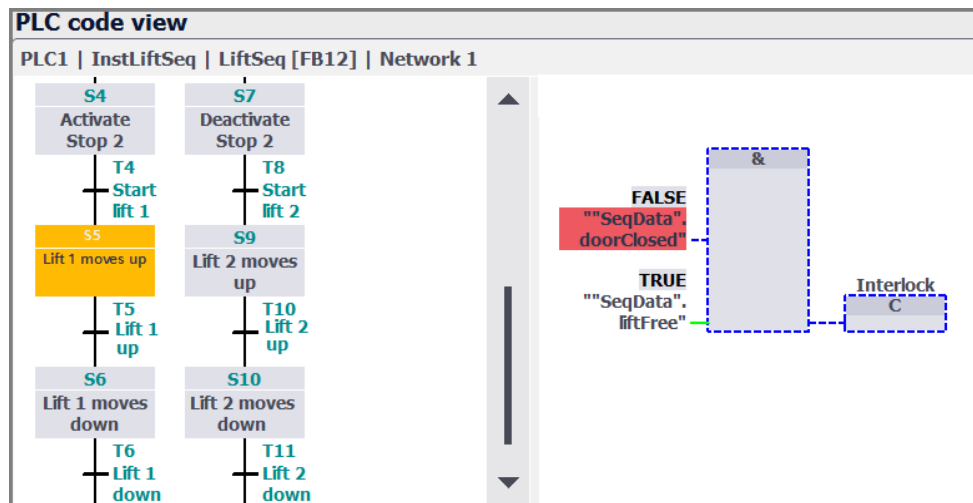 PLC code view
PLC1 | InstLiftSeq | LiftSeq [FB12] | Network 1
S4
Activate
Stop 2
S7
Deactivate
Stop 2
T4
Start
lift 1
T8
Start
lift 2
S5
Lift 1 moves up
S9
Lift 2 moves
up
T5
Lift 1
up
T10
Lift 2
up
S6
Lift 1 moves
down
S10
Lift 2 moves
down
T6
Lift 1
down
T11
Lift 2
down
&
FALSE
""SeqData".
doorClosed"
TRUE
""SeqData".
liftFree"
Interlock
C